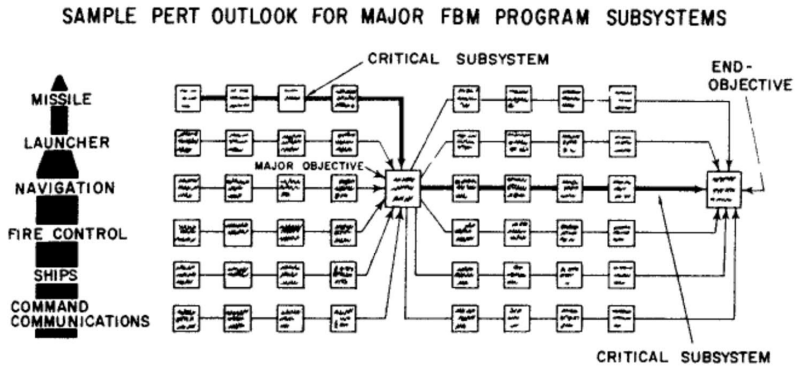 SAMPLE PERT OUTLOOK FOR MAJOR FBM PROGRAM SUBSYSTEMS
CRITICAL SUBSYSTEM
END-
OBJECTIVE
MISSILE
LAUNCHER
MAJOR OBJECTIVE
NAVIGATION
FIRE CONTROL
SHIPS
COMMAND
COMMUNICATIONS
CRITICAL SUBSYSTEM